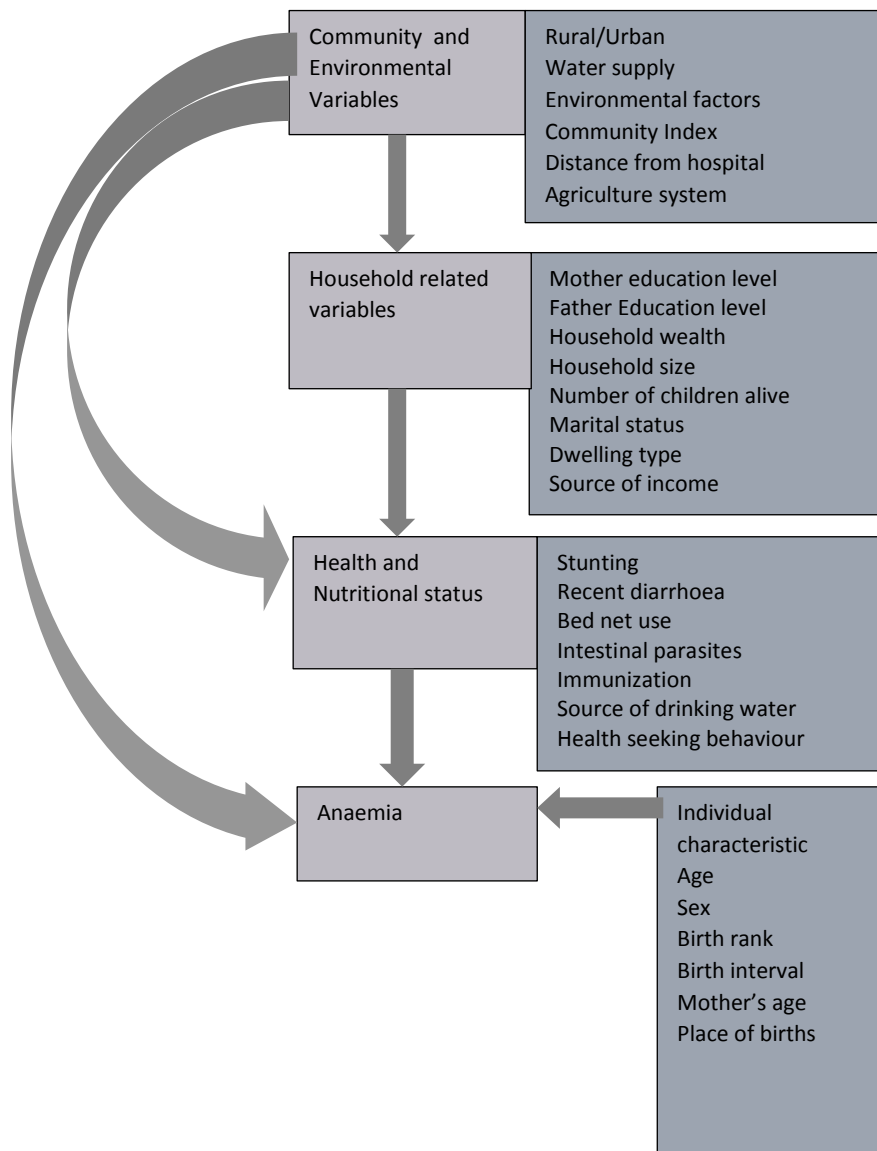 Community and
Environmental
Variables
Rural/Urban
Water supply
Environmental factors
Community Index
Distance from hospital
Agriculture system
Household related
variables
Mother education level
Father Education level
Household wealth
Household size
Number of children alive
Marital status
Dwelling type
Source of income
Health and
Nutritional status
Stunting
Recent diarrhoea
Bed net use
Intestinal parasites
Immunization
Source of drinking water
Health seeking behaviour
Anaemia
Individual
characteristic
Age
Sex
Birth rank
Birth interval
Mother’s age
Place of births